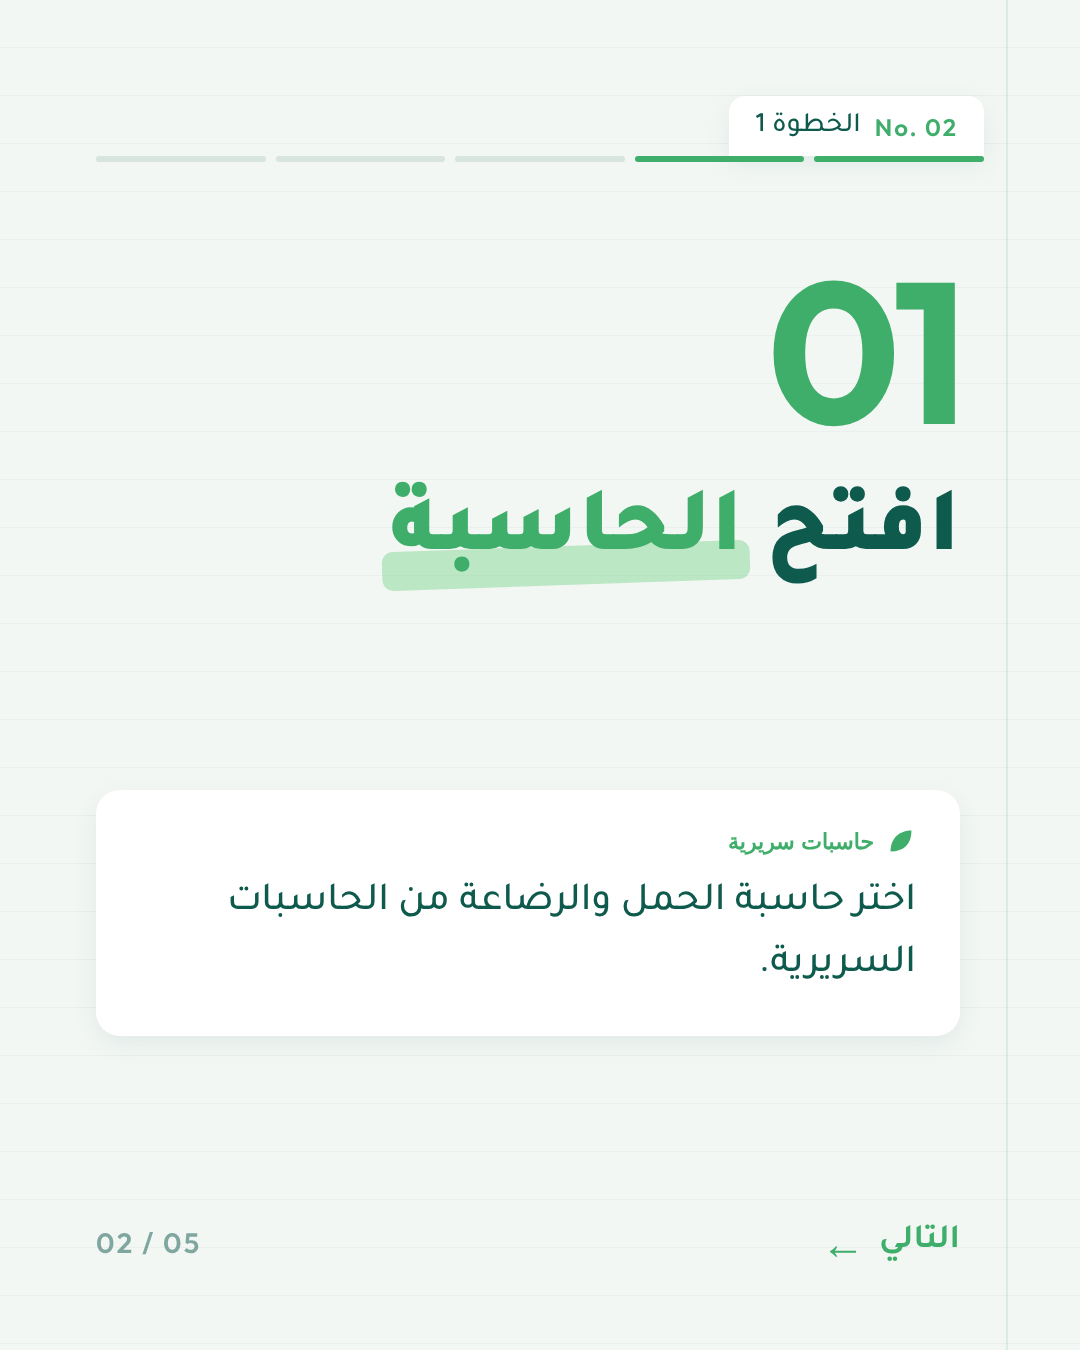 No. 02 الخطوة 1
01
افتح الحاسبة
حاسبات سريرية
اختر حاسبة الحمل والرضاعة من الحاسبات
السريرية.
التالي ←
02 / 05